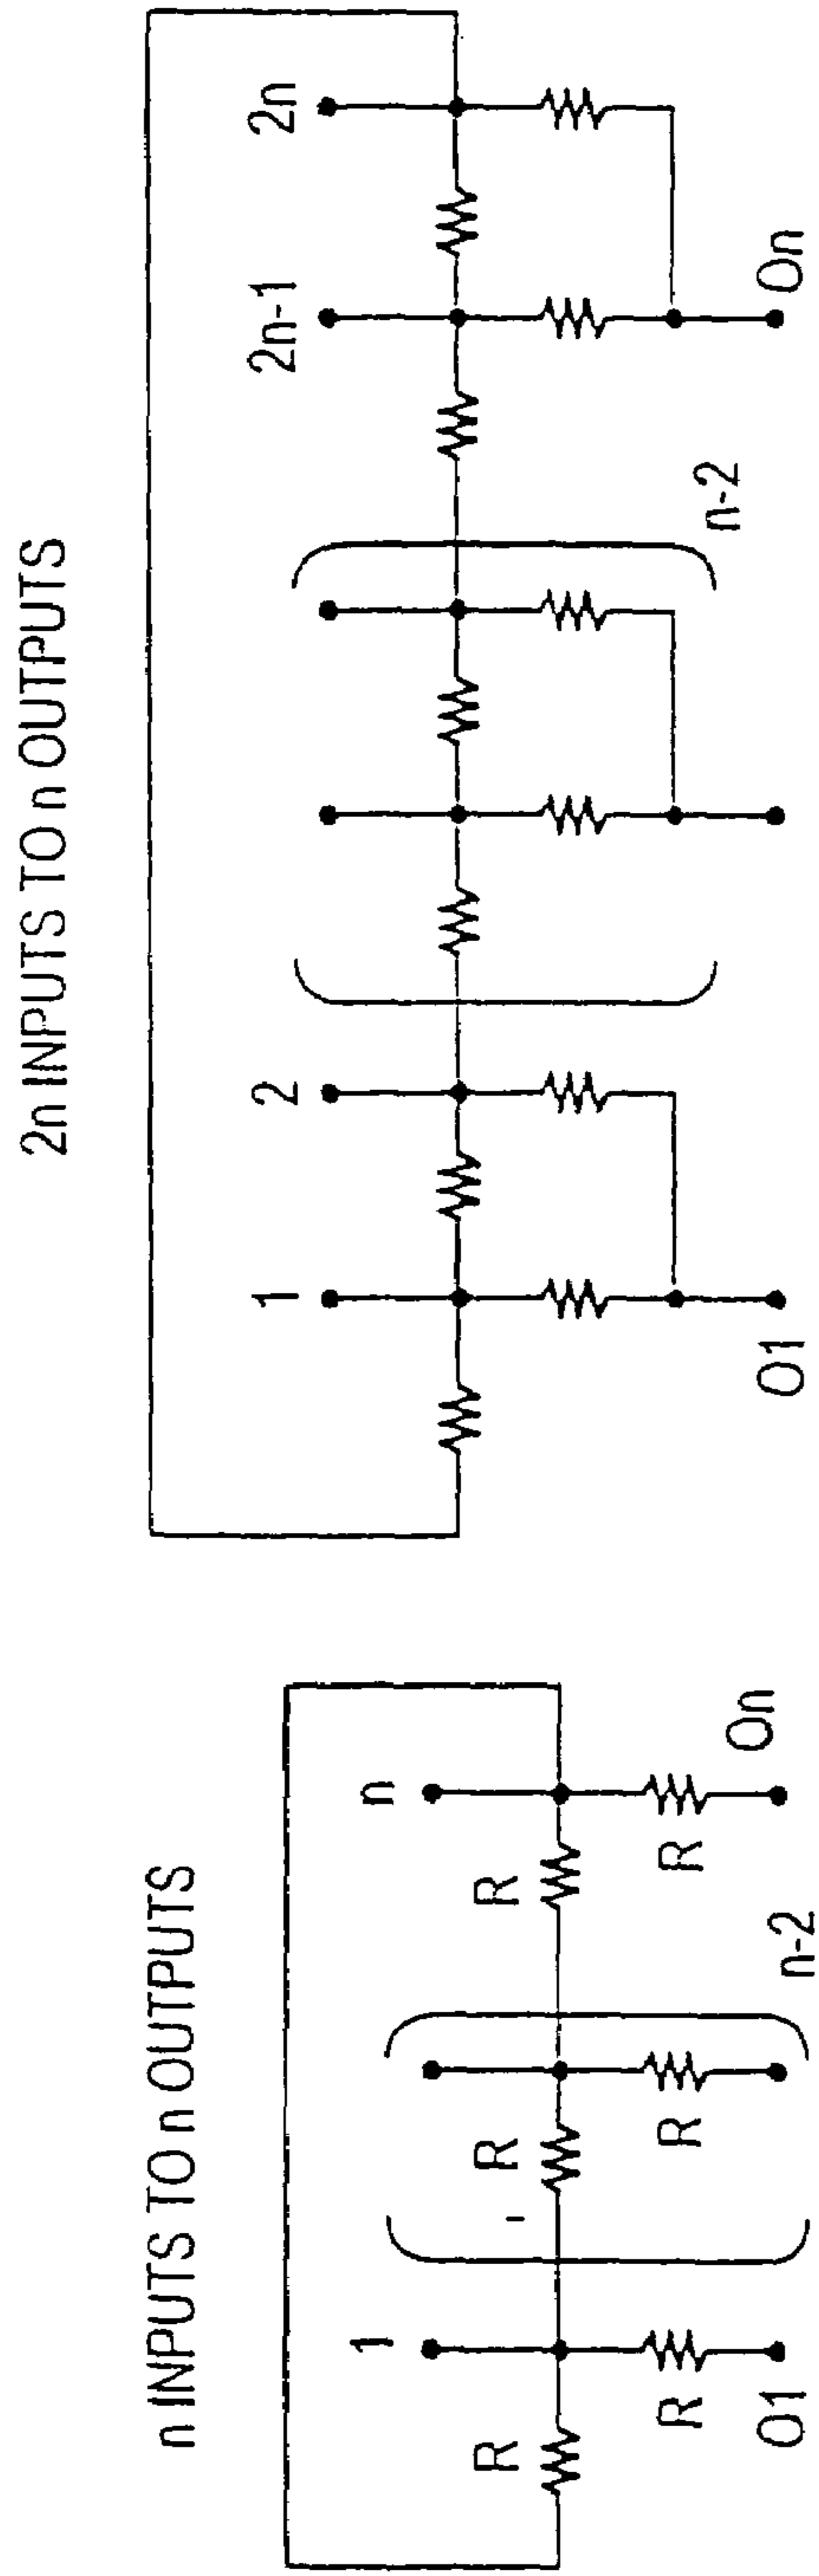 n INPUTS TO n OUTPUTS
1 n
R R R
R R R
O1 n-2 On
2n INPUTS TO n OUTPUTS
1 2 2n-1 2n
n-2
O1 On